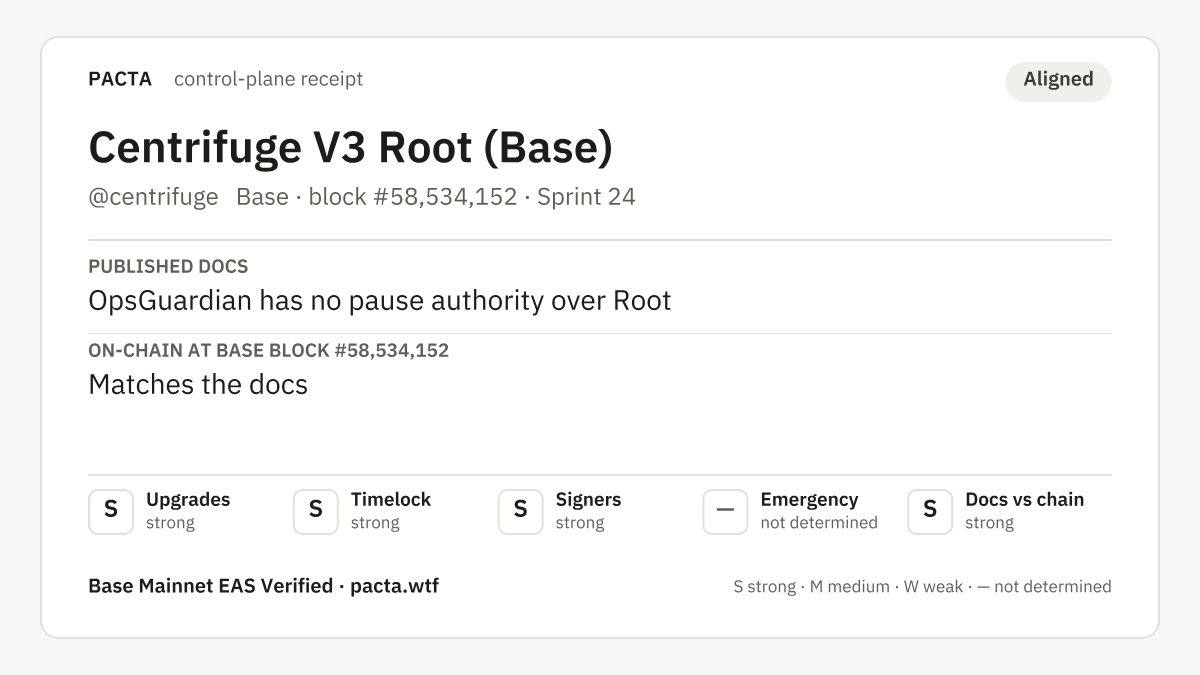 PACTA control-plane receipt Aligned
Centrifuge V3 Root (Base)
@centrifuge Base · block #58,534,152 · Sprint 24
PUBLISHED DOCS
OpsGuardian has no pause authority over Root
ON-CHAIN AT BASE BLOCK #58,534,152
Matches the docs
S Upgrades strong
S Timelock strong
S Signers strong
— Emergency not determined
S Docs vs chain strong
Base Mainnet EAS Verified · pacta.wtf
S strong · M medium · W weak · — not determined